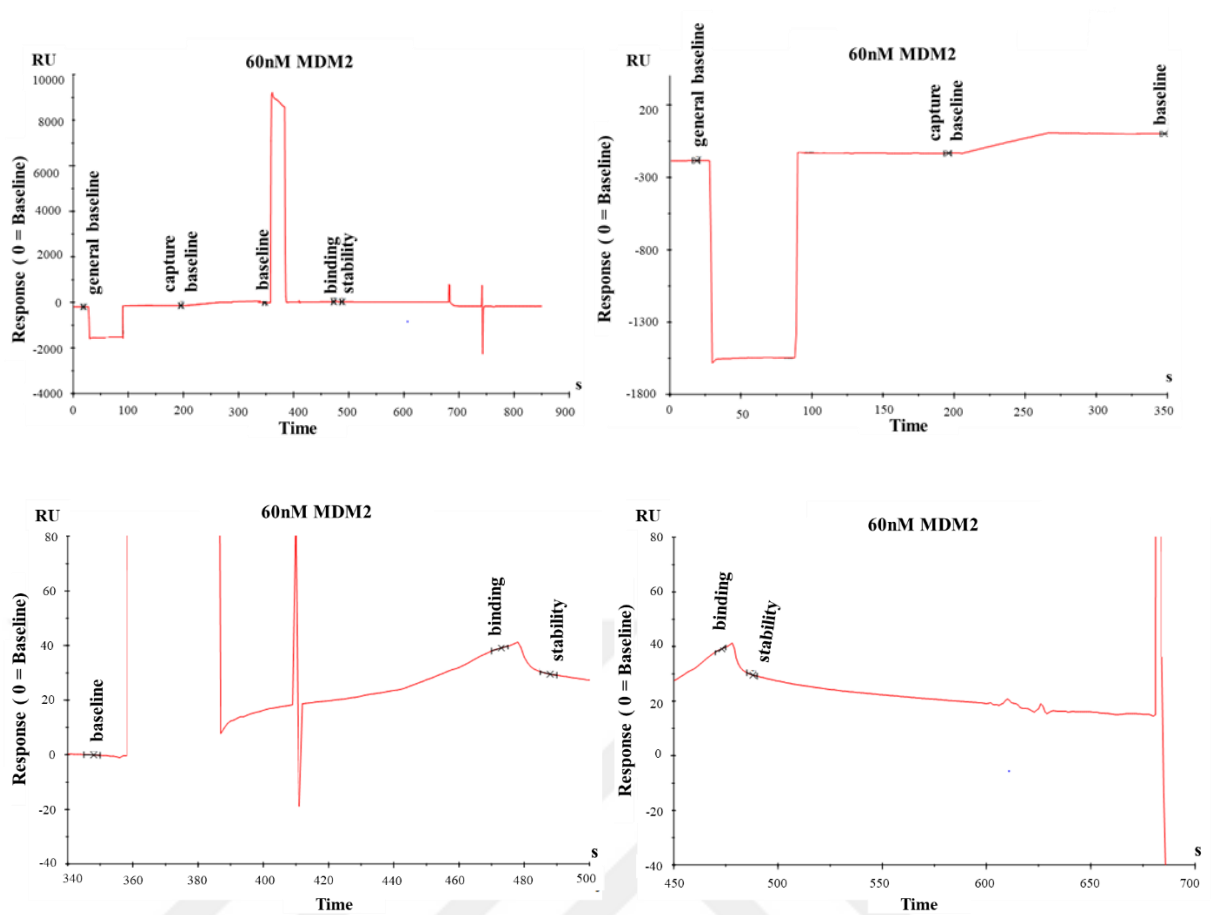 RU
60nM MDM2
Response ( 0 = Baseline)
10000
8000
6000
4000
2000
0
-2000
-4000
general baseline
capture
baseline
baseline
binding
stability
0 100 200 300 400 500 600 700 800 900
s
Time
RU
60nM MDM2
Response ( 0 = Baseline)
200
-300
-800
-1300
-1800
general baseline
capture
baseline
baseline
0 50 100 150 200 250 300 350
s
Time
RU
60nM MDM2
Response ( 0 = Baseline)
80
60
40
20
0
-20
-40
baseline
binding
stability
340 360 380 400 420 440 460 480 500
s
Time
RU
60nM MDM2
Response ( 0 = Baseline)
80
60
40
20
0
-20
-40
binding
stability
450 500 550 600 650 700
s
Time